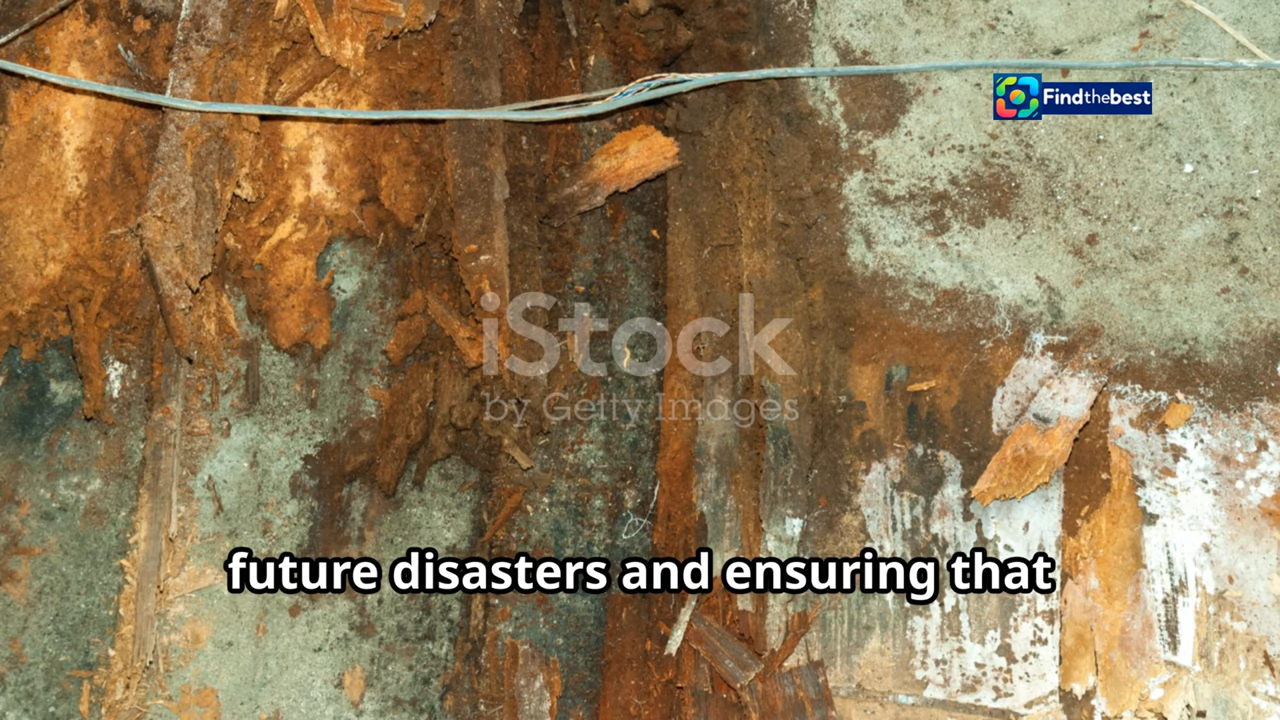 Findthebest
iStock
by Getty Images
future disasters and ensuring that